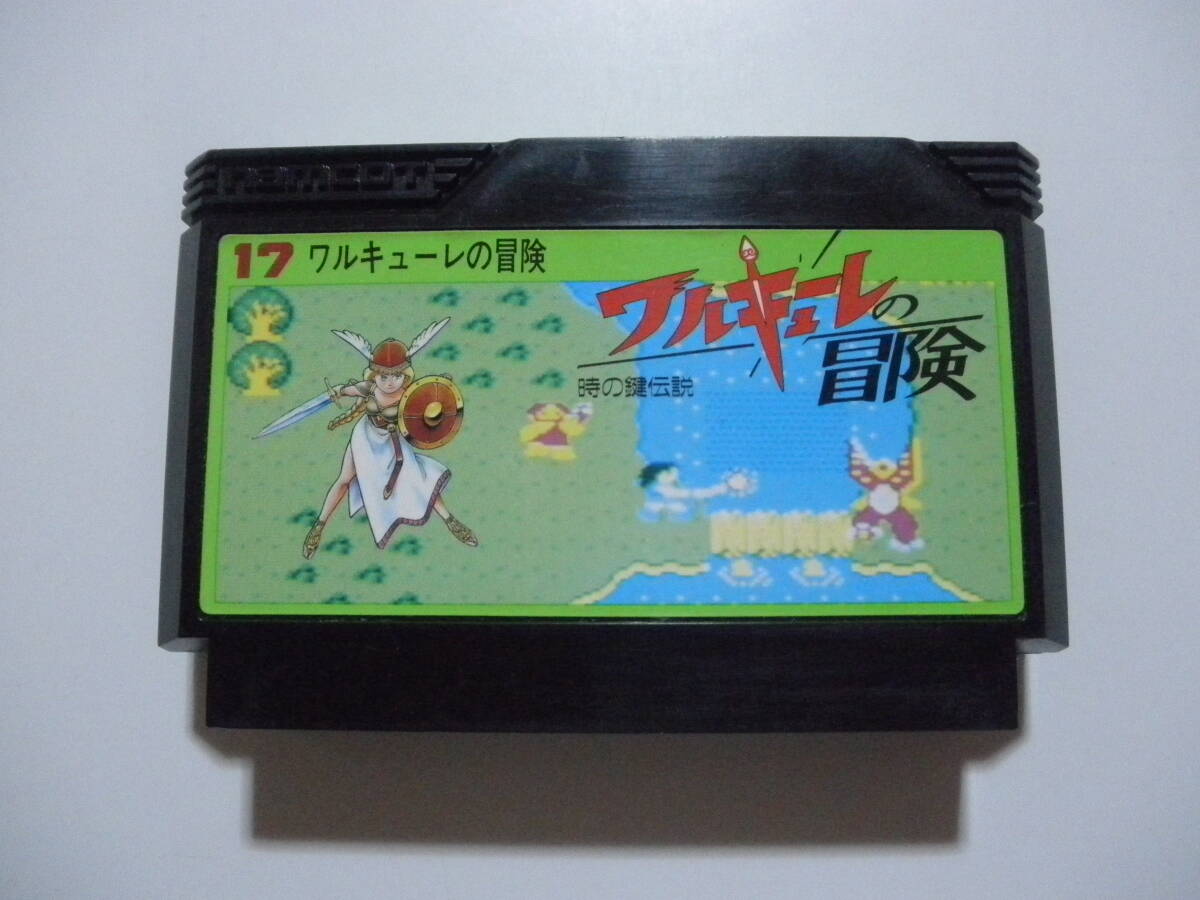 namcot
17 ワルキューレの冒険
ワルキューレの
冒険
時の鍵伝説